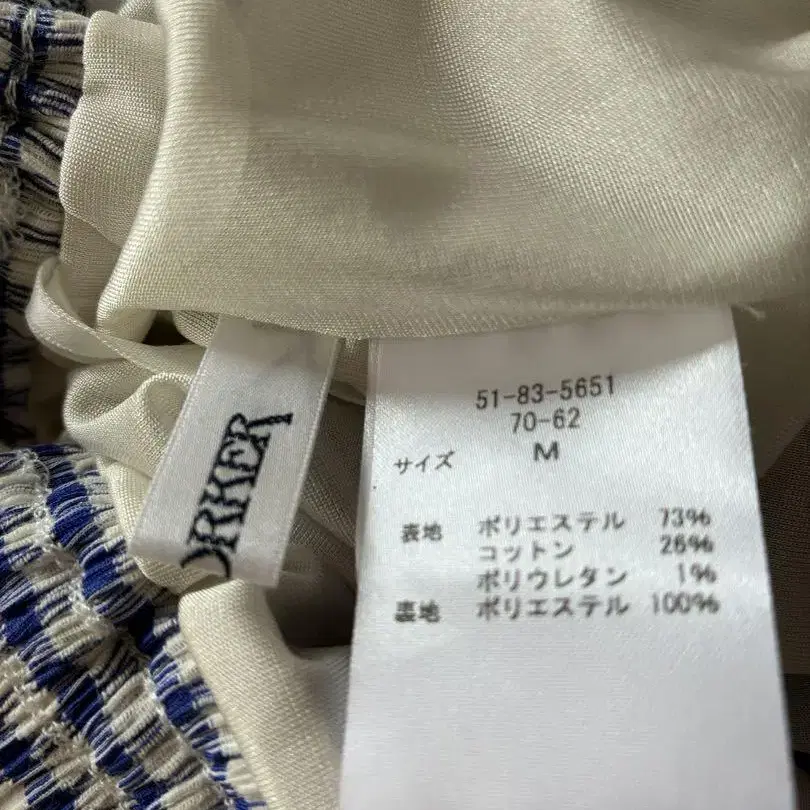 ORKER
51-83-5651
70-62
サイズ M
表地 ポリエステル 73%
コットン 26%
ポリウレタン 1%
裏地 ポリエステル 100%